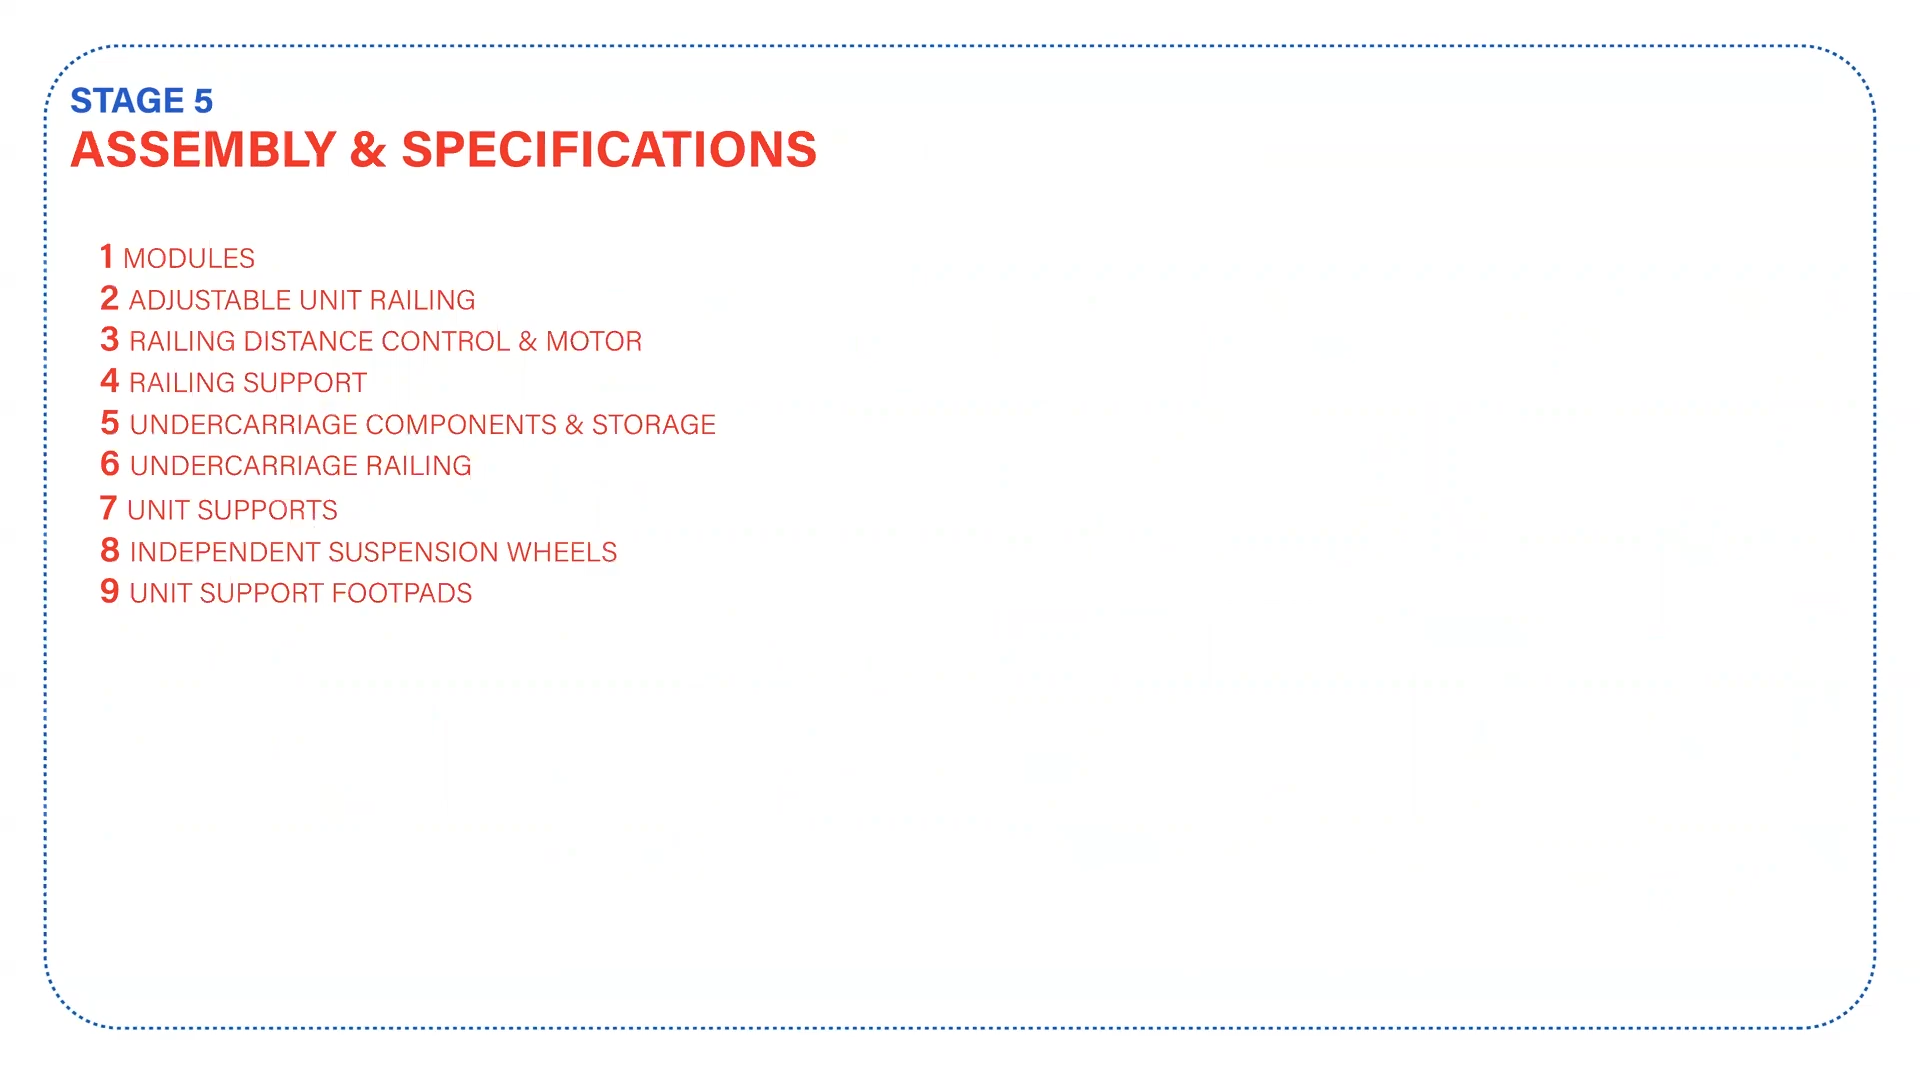 STAGE 5
ASSEMBLY & SPECIFICATIONS
1 MODULES
2 ADJUSTABLE UNIT RAILING
3 RAILING DISTANCE CONTROL & MOTOR
4 RAILING SUPPORT
5 UNDERCARRIAGE COMPONENTS & STORAGE
6 UNDERCARRIAGE RAILING
7 UNIT SUPPORTS
8 INDEPENDENT SUSPENSION WHEELS
9 UNIT SUPPORT FOOTPADS